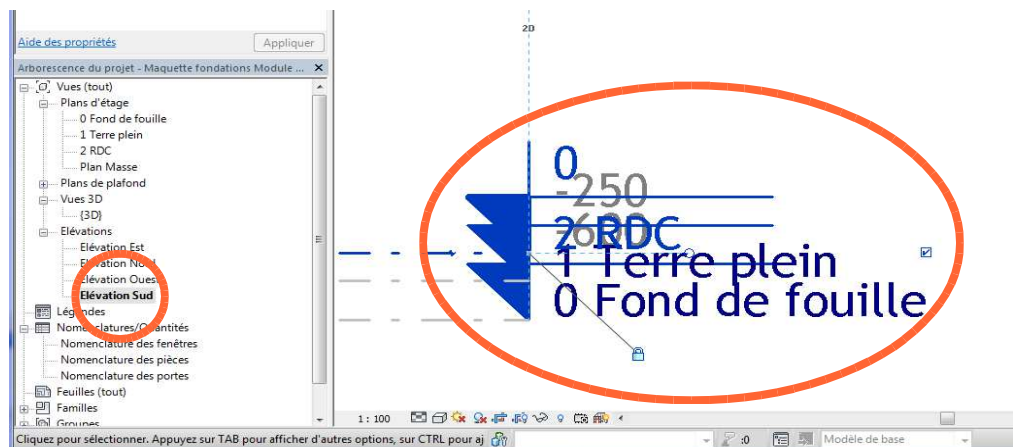 Aide des propriétés
Appliquer
Arborescence du projet - Maquette fondations Module ...
Vues (tout)
Plans d'étage
0 Fond de fouille
1 Terre plein
2 RDC
Plan Masse
Plans de plafond
Vues 3D
{3D}
Elévations
Elévation Est
Elévation Nord
Elévation Ouest
Elévation Sud
Légendes
Nomenclatures/Quantités
Nomenclature des fenêtres
Nomenclature des pièces
Nomenclature des portes
Feuilles (tout)
Familles
Groupes
2D
0
-250
-600
2 RDC
1 Terre plein
0 Fond de fouille
1 : 100
Cliquez pour sélectionner. Appuyez sur TAB pour afficher d'autres options, sur CTRL pour aj
:0
Modèle de base